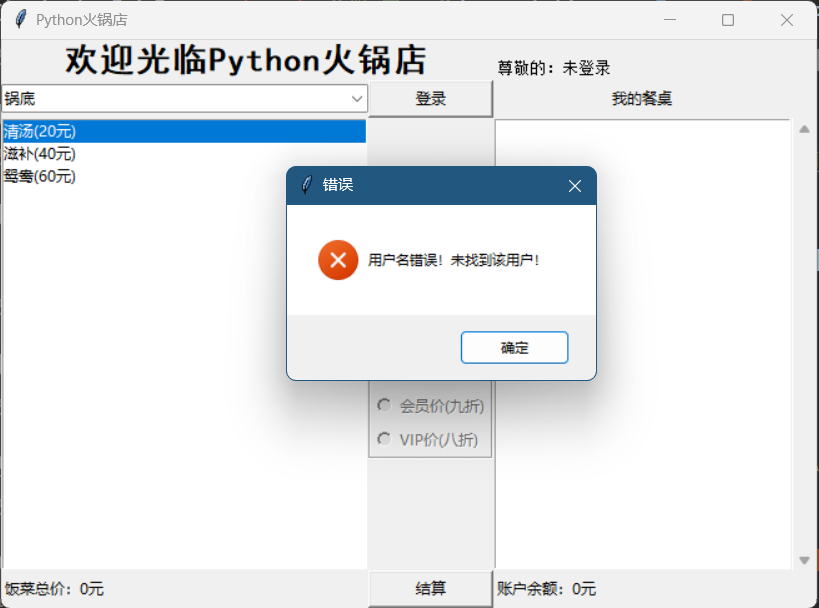 Python火锅店
欢迎光临Python火锅店
尊敬的：未登录
锅底
登录
我的餐桌
清汤(20元)
滋补(40元)
鸳鸯(60元)
错误
用户名错误！未找到该用户！
确定
会员价(九折)
VIP价(八折)
饭菜总价：0元
结算
账户余额：0元